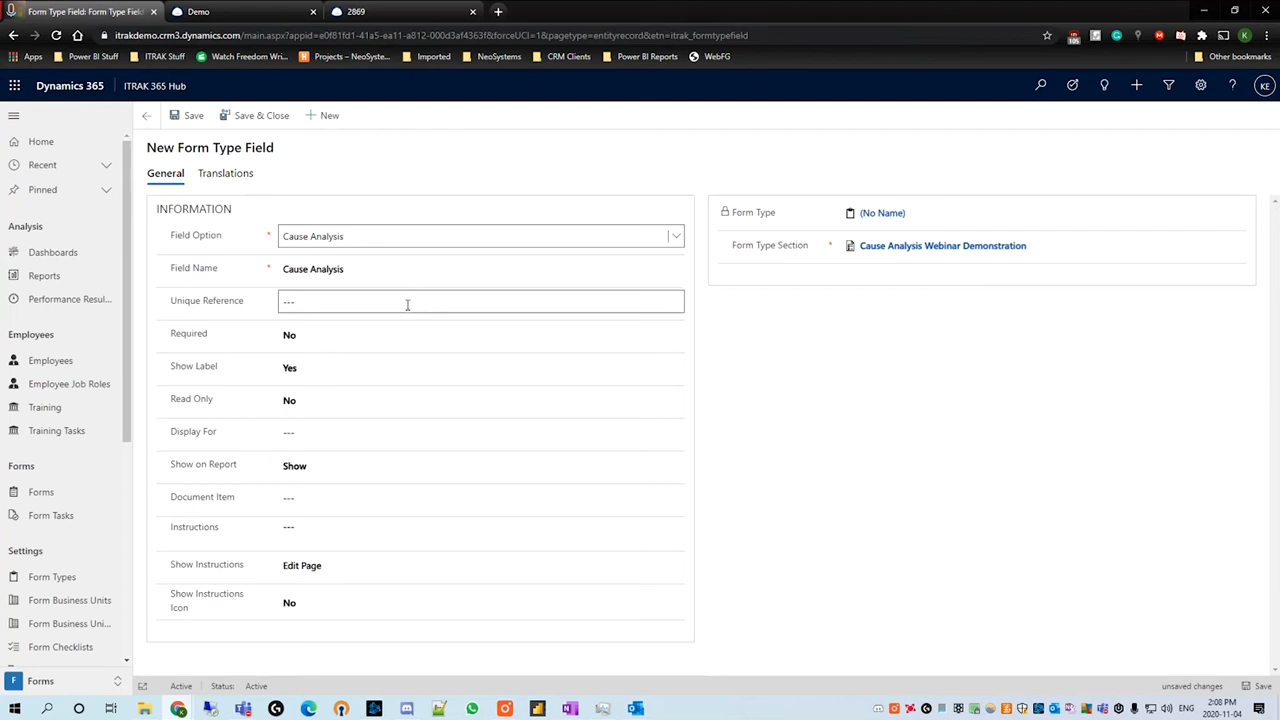 Form Type Field: Form Type Field
Demo
2869
itrakdemo.crm3.dynamics.com/main.aspx?appid=e0f81fd1-41a5-ea11-a812-000d3af4363f&forceUCI=1&pagetype=entityrecord&etn=itrak_formtypefield
105
K
Apps
Power BI Stuff
ITRAK Stuff
Watch Freedom Wri...
Projects – NeoSyste...
Imported
NeoSystems
CRM Clients
Power BI Reports
WebFG
Other bookmarks
Dynamics 365
ITRAK 365 Hub
KE
Save
Save & Close
New
New Form Type Field
General
Translations
Home
Recent
Pinned
Analysis
Dashboards
Reports
Performance Resul...
Employees
Employees
Employee Job Roles
Training
Training Tasks
Forms
Forms
Form Tasks
Settings
Form Types
Form Business Units
Form Business Uni...
Form Checklists
F
Forms
INFORMATION
Field Option * Cause Analysis
Field Name * Cause Analysis
Unique Reference ---
Required No
Show Label Yes
Read Only No
Display For ---
Show on Report Show
Document Item ---
Instructions ---
Show Instructions Edit Page
Show Instructions Icon No
Form Type (No Name)
Form Type Section * Cause Analysis Webinar Demonstration
Active
Status: Active
unsaved changes
Save
ENG
2:08 PM
2020-11-04